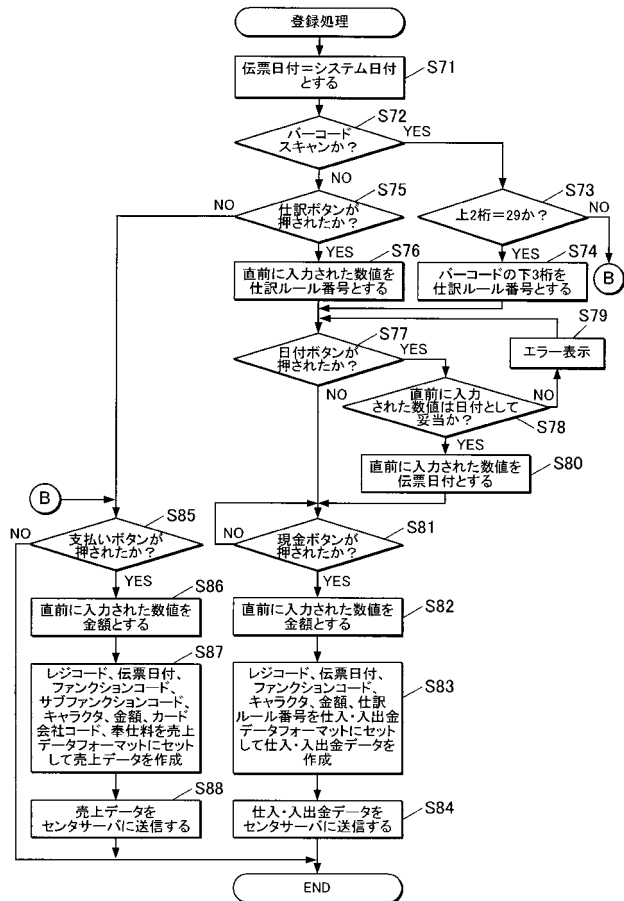 登録処理
S71
伝票日付=システム日付
とする
S72
バーコード
スキャンか?
YES
NO
S75
S73
NO
仕訳ボタンが
押されたか?
上2桁=29か?
NO
YES
S76
YES
S74
B
直前に入力された数値を
仕訳ルール番号とする
バーコードの下3桁を
仕訳ルール番号とする
S77
S79
日付ボタンが
押されたか?
YES
エラー表示
NO
直前に入力
された数値は日付として
妥当か?
NO
S78
YES
S80
直前に入力された数値を
伝票日付とする
B
S85
S81
NO
支払いボタンが
押されたか?
NO
現金ボタンが
押されたか?
YES
YES
S86
S82
直前に入力された数値を
金額とする
直前に入力された数値を
金額とする
S87
S83
レジコード、伝票日付、
ファンクションコード、
サブファンクションコード、
キャラクタ、金額、カード
会社コード、奉仕料を売上
データフォーマットにセット
して売上データを作成
レジコード、伝票日付、
ファンクションコード、
キャラクタ、金額、仕訳
ルール番号を仕入・入出金
データフォーマットにセット
して仕入・入出金データを
作成
S88
S84
売上データを
センタサーバに送信する
仕入・入出金データを
センタサーバに送信する
END